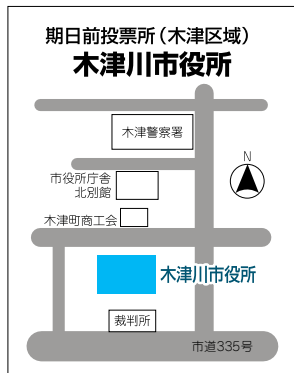 期日前投票所（木津区域）
木津川市役所
木津警察署
N
市役所庁舎
北別館
木津町商工会
木津川市役所
裁判所
市道335号